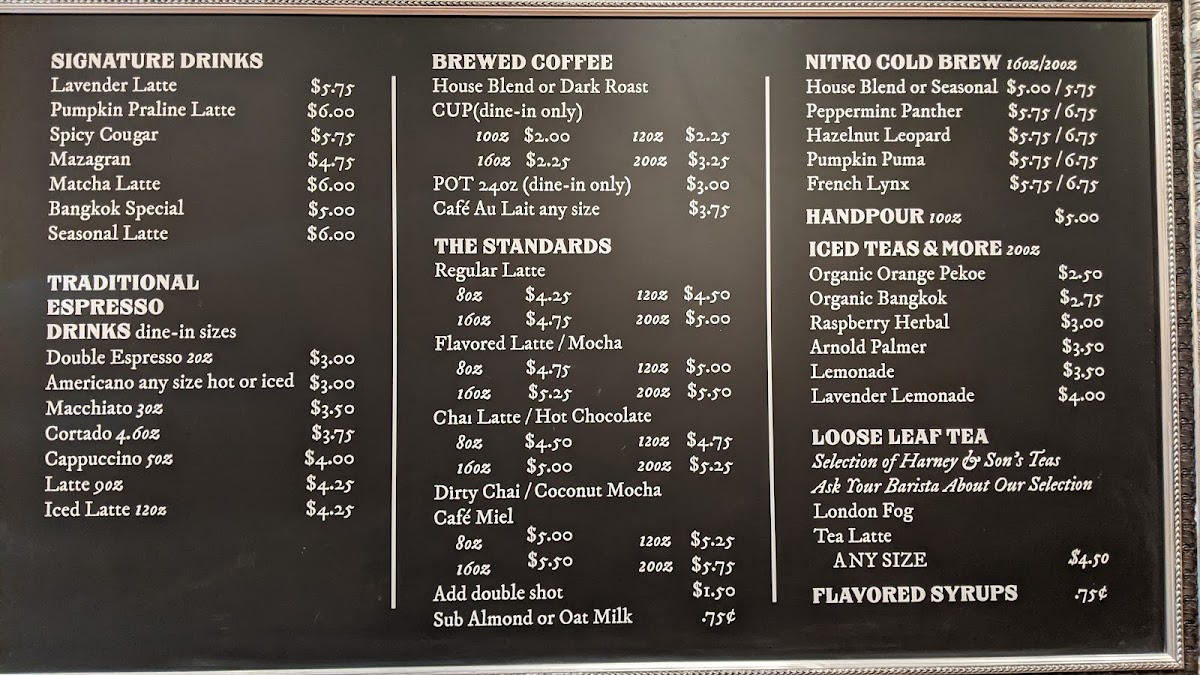 SIGNATURE DRINKS
Lavender Latte $5.75
Pumpkin Praline Latte $6.00
Spicy Cougar $5.75
Mazagran $4.75
Matcha Latte $6.00
Bangkok Special $5.00
Seasonal Latte $6.00
TRADITIONAL
ESPRESSO
DRINKS dine-in sizes
Double Espresso 2oz $3.00
Americano any size hot or iced $3.00
Macchiato 3oz $3.50
Cortado 4.6oz $3.75
Cappuccino 5oz $4.00
Latte 9oz $4.25
Iced Latte 12oz $4.25
BREWED COFFEE
House Blend or Dark Roast
CUP(dine-in only)
10oz $2.00 12oz $2.25
16oz $2.25 20oz $3.25
POT 24oz (dine-in only) $3.00
Café Au Lait any size $3.75
THE STANDARDS
Regular Latte
8oz $4.25 12oz $4.50
16oz $4.75 20oz $5.00
Flavored Latte / Mocha
8oz $4.75 12oz $5.00
16oz $5.25 20oz $5.50
Chai Latte / Hot Chocolate
8oz $4.50 12oz $4.75
16oz $5.00 20oz $5.25
Dirty Chai / Coconut Mocha
Café Miel
8oz $5.00 12oz $5.25
16oz $5.50 20oz $5.75
Add double shot $1.50
Sub Almond or Oat Milk .75¢
NITRO COLD BREW 16oz/20oz
House Blend or Seasonal $5.00 / 5.75
Peppermint Panther $5.75 / 6.75
Hazelnut Leopard $5.75 / 6.75
Pumpkin Puma $5.75 / 6.75
French Lynx $5.75 / 6.75
HANDPOUR 10oz $5.00
ICED TEAS & MORE 20oz
Organic Orange Pekoe $2.50
Organic Bangkok $2.75
Raspberry Herbal $3.00
Arnold Palmer $3.50
Lemonade $3.50
Lavender Lemonade $4.00
LOOSE LEAF TEA
Selection of Harney & Son's Teas
Ask Your Barista About Our Selection
London Fog
Tea Latte
ANY SIZE $4.50
FLAVORED SYRUPS .75¢